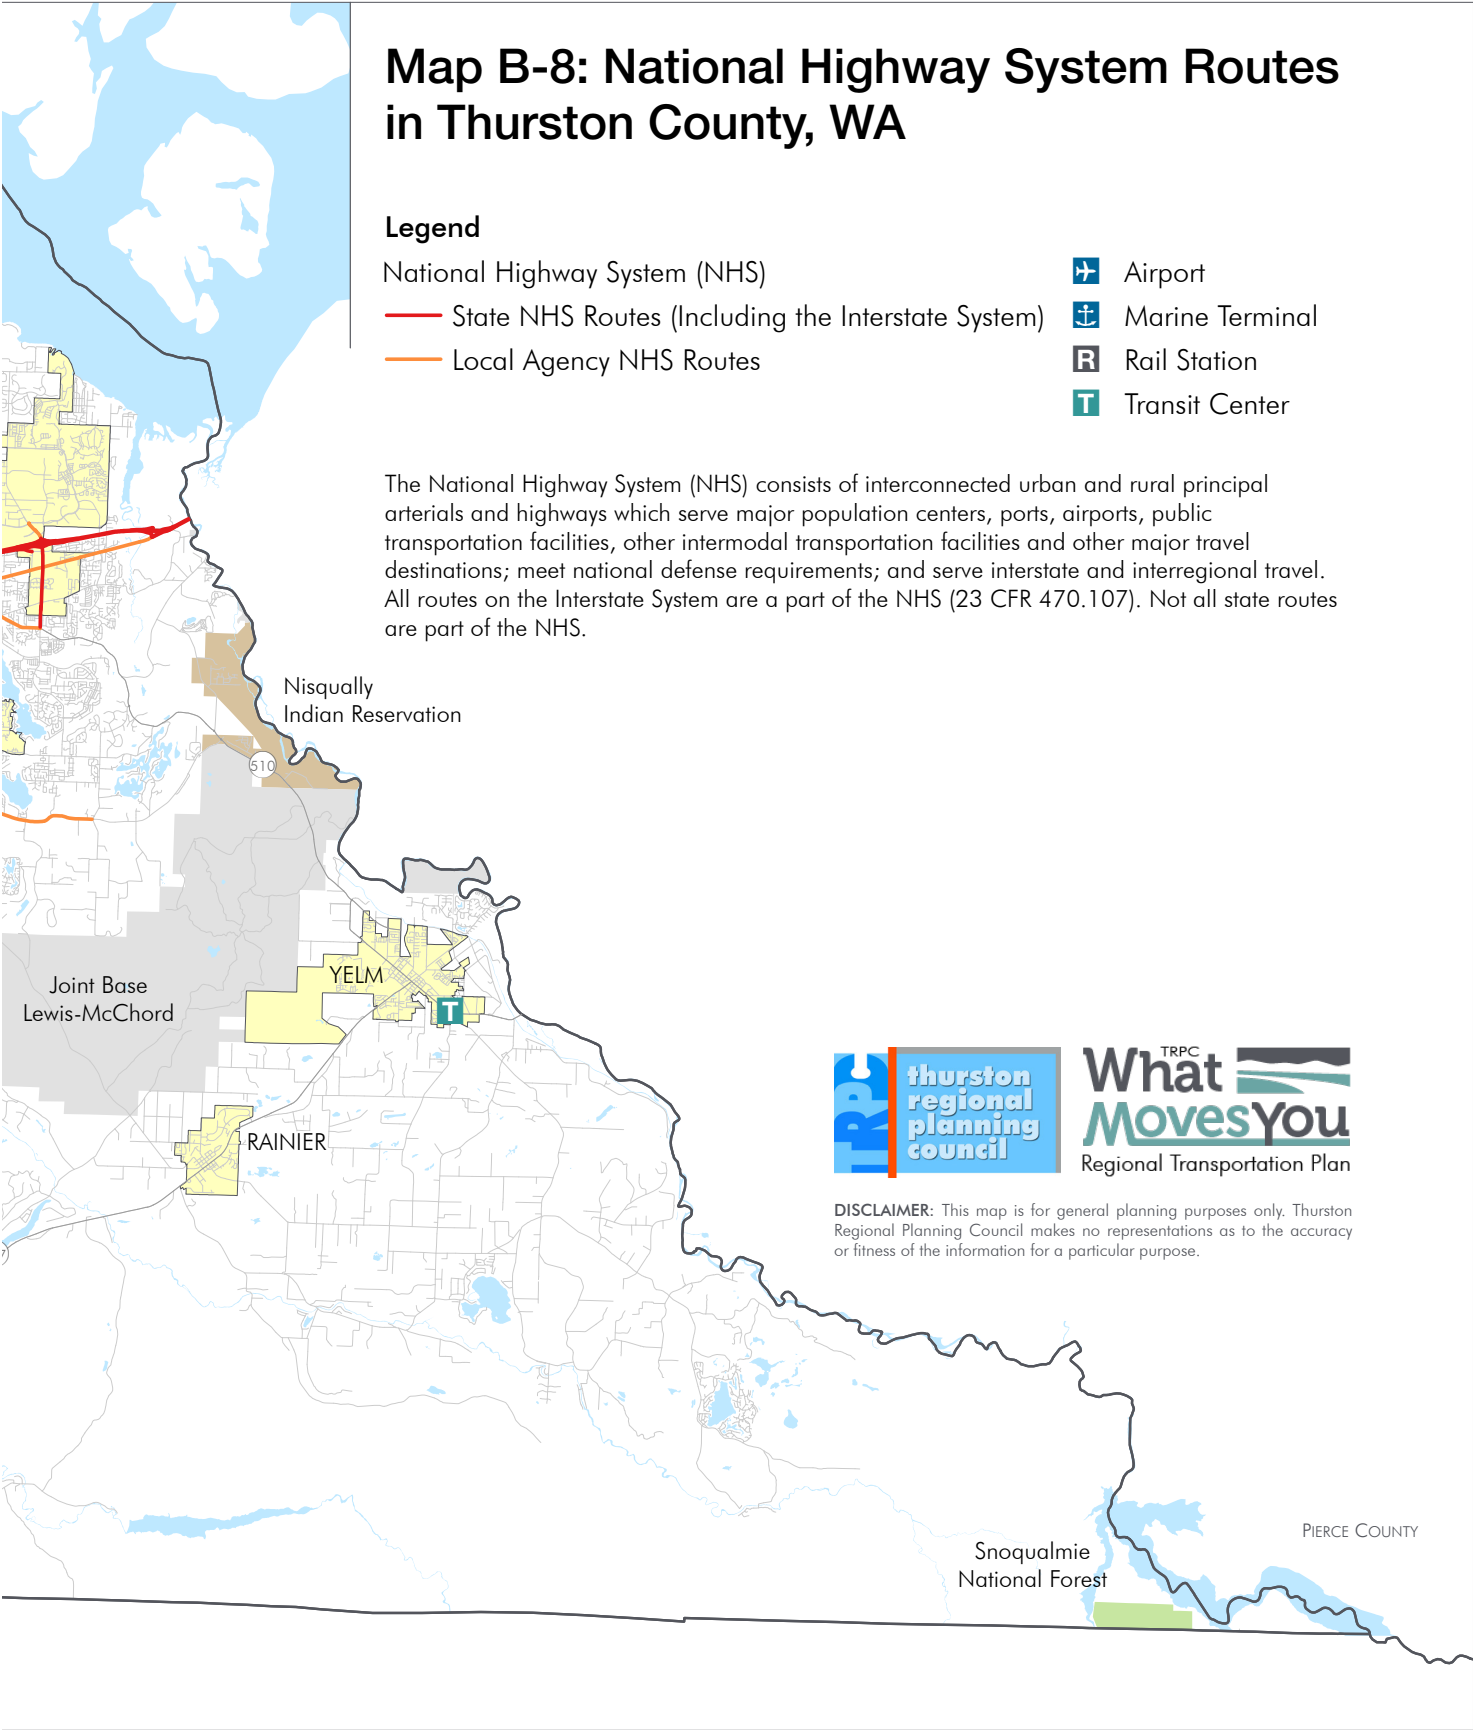 Map B-8: National Highway System Routes
in Thurston County, WA
Legend
National Highway System (NHS)
State NHS Routes (Including the Interstate System)
Local Agency NHS Routes
Airport
Marine Terminal
R Rail Station
T Transit Center
The National Highway System (NHS) consists of interconnected urban and rural principal
arterials and highways which serve major population centers, ports, airports, public
transportation facilities, other intermodal transportation facilities and other major travel
destinations; meet national defense requirements; and serve interstate and interregional travel.
All routes on the Interstate System are a part of the NHS (23 CFR 470.107). Not all state routes
are part of the NHS.
Nisqually
Indian Reservation
510
YELM
T
Joint Base
Lewis-McChord
RAINIER
TRPC
thurston
regional
planning
council
TRPC
What
MovesYou
Regional Transportation Plan
DISCLAIMER: This map is for general planning purposes only. Thurston
Regional Planning Council makes no representations as to the accuracy
or fitness of the information for a particular purpose.
PIERCE COUNTY
Snoqualmie
National Forest